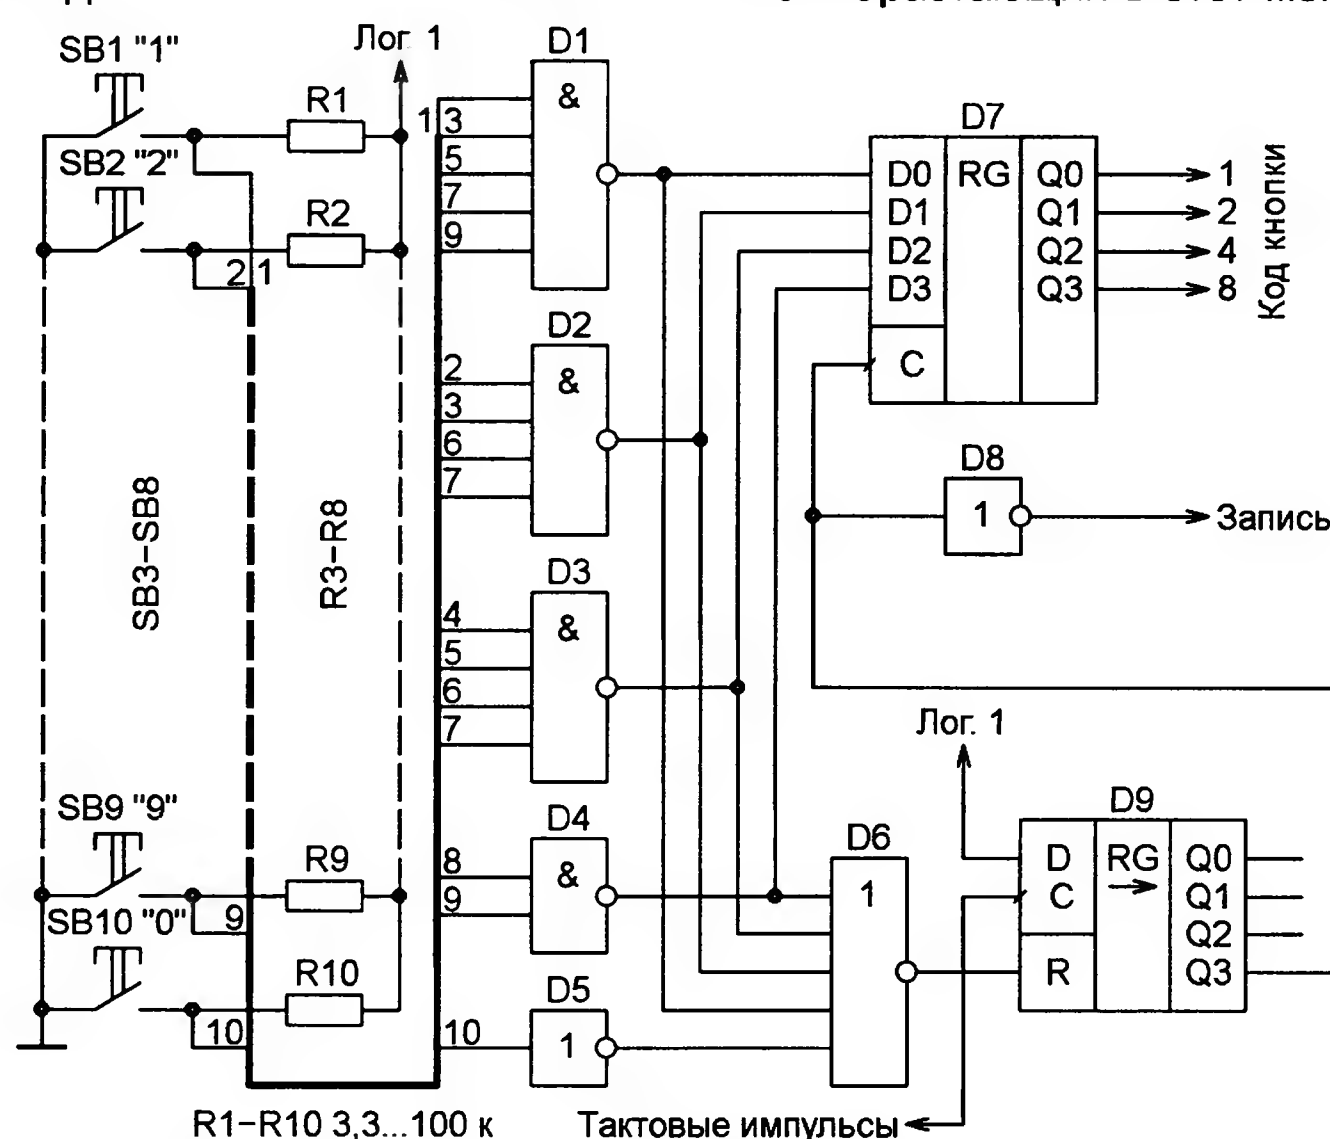 SB1 "1"
Лог. 1
D1
R1
&
1
3
5
7
9
SB2 "2"
R2
2
1
D7
D0
RG
Q0
1
D1
Q1
2
D2
Q2
4
D3
Q3
8
C
Код кнопки
D2
&
2
3
6
7
SB3–SB8
R3–R8
D8
1
Запись
D3
&
4
5
6
7
Лог. 1
SB9 "9"
R9
9
D4
&
8
9
D6
1
D9
D
RG
Q0
C
Q1
Q2
R
Q3
SB10 "0"
R10
10
D5
10
1
R1–R10 3,3...100 к
Тактовые импульсы